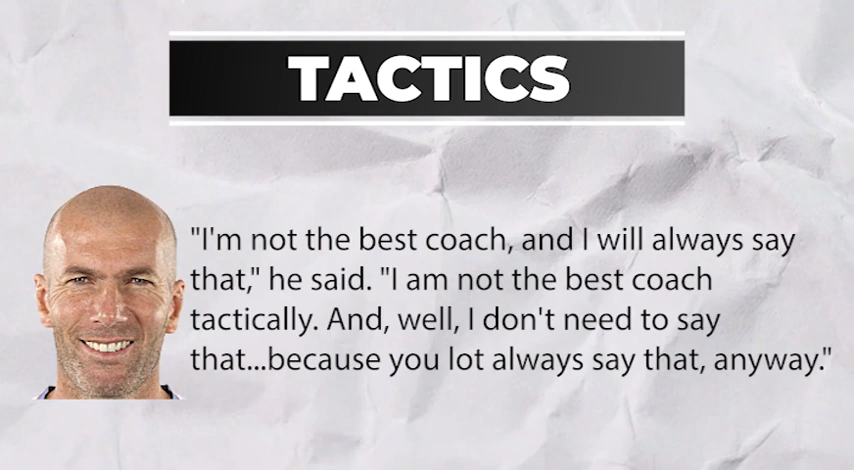 TACTICS
"I'm not the best coach, and I will always say
that," he said. "I am not the best coach
tactically. And, well, I don't need to say
that...because you lot always say that, anyway."